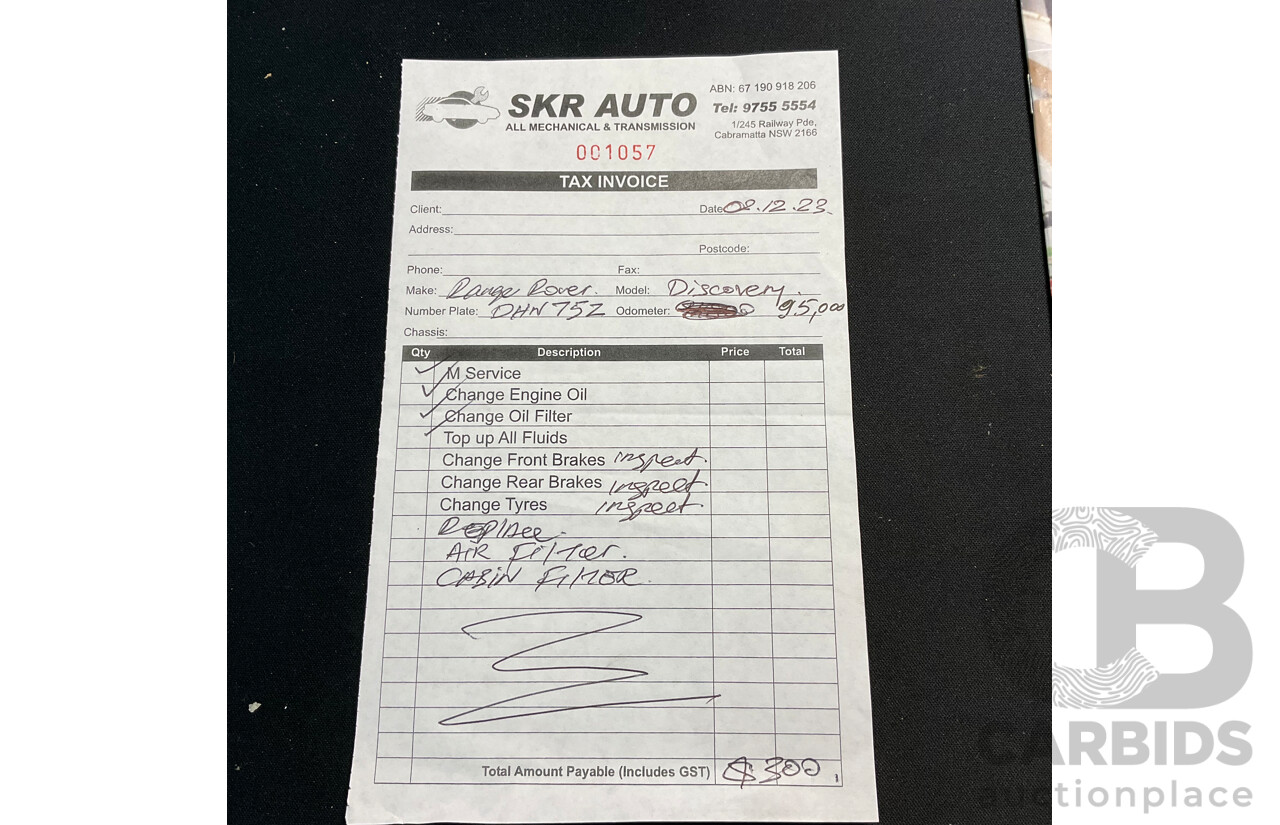 SKR AUTO
ALL MECHANICAL & TRANSMISSION
ABN: 67 190 918 206
Tel: 9755 5554
1/245 Railway Pde,
Cabramatta NSW 2166
001057
TAX INVOICE
Client: Date 08.12.23.
Address:
Postcode:
Phone: Fax:
Make: Range Rover. Model: Discovery.
Number Plate: DHN 75Z Odometer: 95,000
Chassis:
Qty Description Price Total
M Service
Change Engine Oil
Change Oil Filter
Top up All Fluids
Change Front Brakes inspect.
Change Rear Brakes inspect
Change Tyres inspect
Replace.
AIR Filter.
CABIN FILTER.
Total Amount Payable (Includes GST) $300
CB
CARBIDS
auctionplace